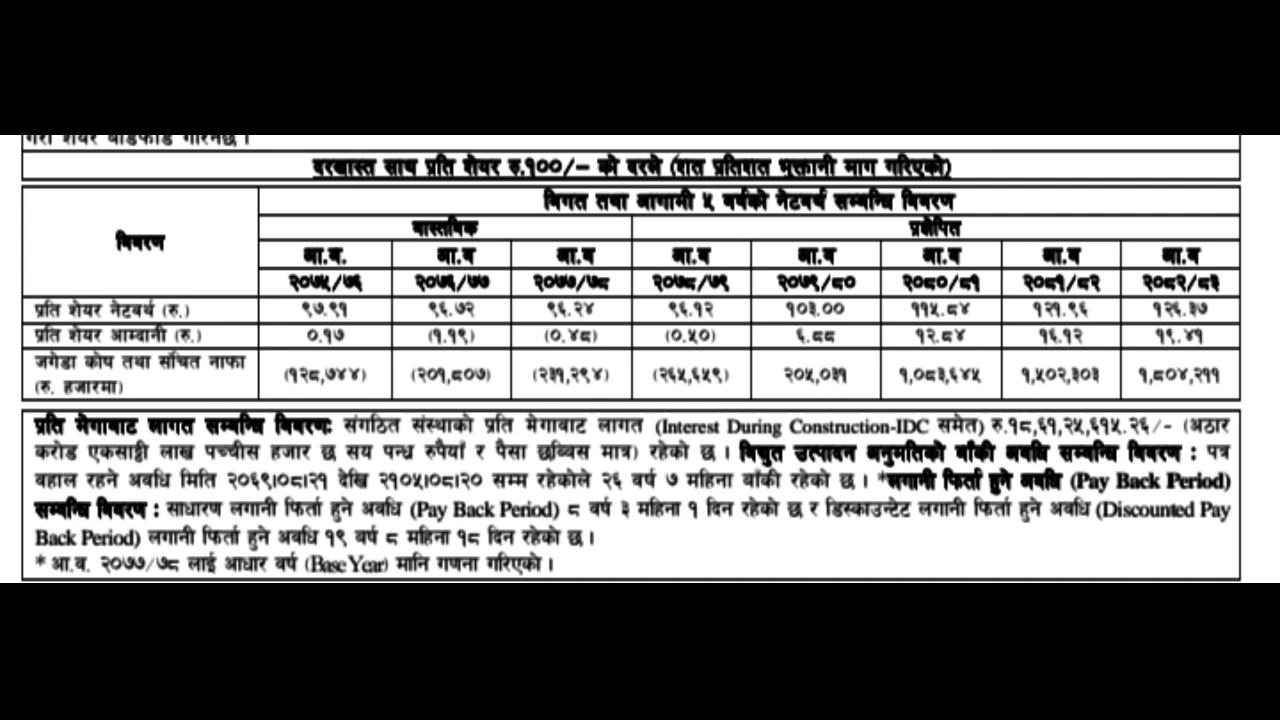 गरी शेयर बाँडफाँड गरिनेछ ।
दरखास्त साथ प्रति शेयर रु.१००/– को दरले (शत प्रतिशत भुक्तानी माग गरिएको)
विवरण
विगत तथा आगामी ५ वर्षको नेटवर्थ सम्बन्धि विवरण
वास्तविक प्रक्षेपित
आ.व. आ.व आ.व आ.व आ.व आ.व आ.व आ.व
२०७५/७६ २०७६/७७ २०७७/७८ २०७८/७९ २०७९/८० २०८०/८१ २०८१/८२ २०८२/८३
प्रति शेयर नेटवर्थ (रु.) ९७.९१ ९६.७२ ९६.२४ ९६.१२ १०३.०० ११५.८४ १२१.९६ १२६.३७
प्रति शेयर आम्दानी (रु.) ०.१७ (१.१९) (०.४८) (०.५०) ६.८८ १२.८४ १६.१२ १९.४१
जगेडा कोष तथा संचित नाफा
(रु. हजारमा) (१२८,७४४) (२०१,८०७) (२३१,२९४) (२६५,६५९) २०५,०३१ १,०८३,६४५ १,५०२,३०३ १,८०४,२११
प्रति मेगावाट लागत सम्बन्धि विवरण: संगठित संस्थाको प्रति मेगावाट लागत (Interest During Construction-IDC समेत) रु.१८,६१,२५,६१५.२६/- (अठार
करोड एकसाठ्ठी लाख पच्चीस हजार छ सय पन्ध्र रुपैयाँ र पैसा छब्बिस मात्र) रहेको छ । विद्युत उत्पादन अनुमतिको बाँकी अवधि सम्बन्धि विवरण : पत्र
वहाल रहने अवधि मिति २०६९।०८।२१ देखि २१०५।०८।२० सम्म रहेकोले २६ वर्ष ७ महिना बाँकी रहेको छ । *लगानी फिर्ता हुने अवधि (Pay Back Period)
सम्बन्धि विवरण : साधारण लगानी फिर्ता हुने अवधि (Pay Back Period) ८ वर्ष ३ महिना १ दिन रहेको छ र डिस्काउन्टेट लगानी फिर्ता हुने अवधि (Discounted Pay
Back Period) लगानी फिर्ता हुने अवधि १९ वर्ष ८ महिना १८ दिन रहेको छ ।
* आ.व. २०७७/७८ लाई आधार वर्ष (Base Year) मानि गणना गरिएको ।